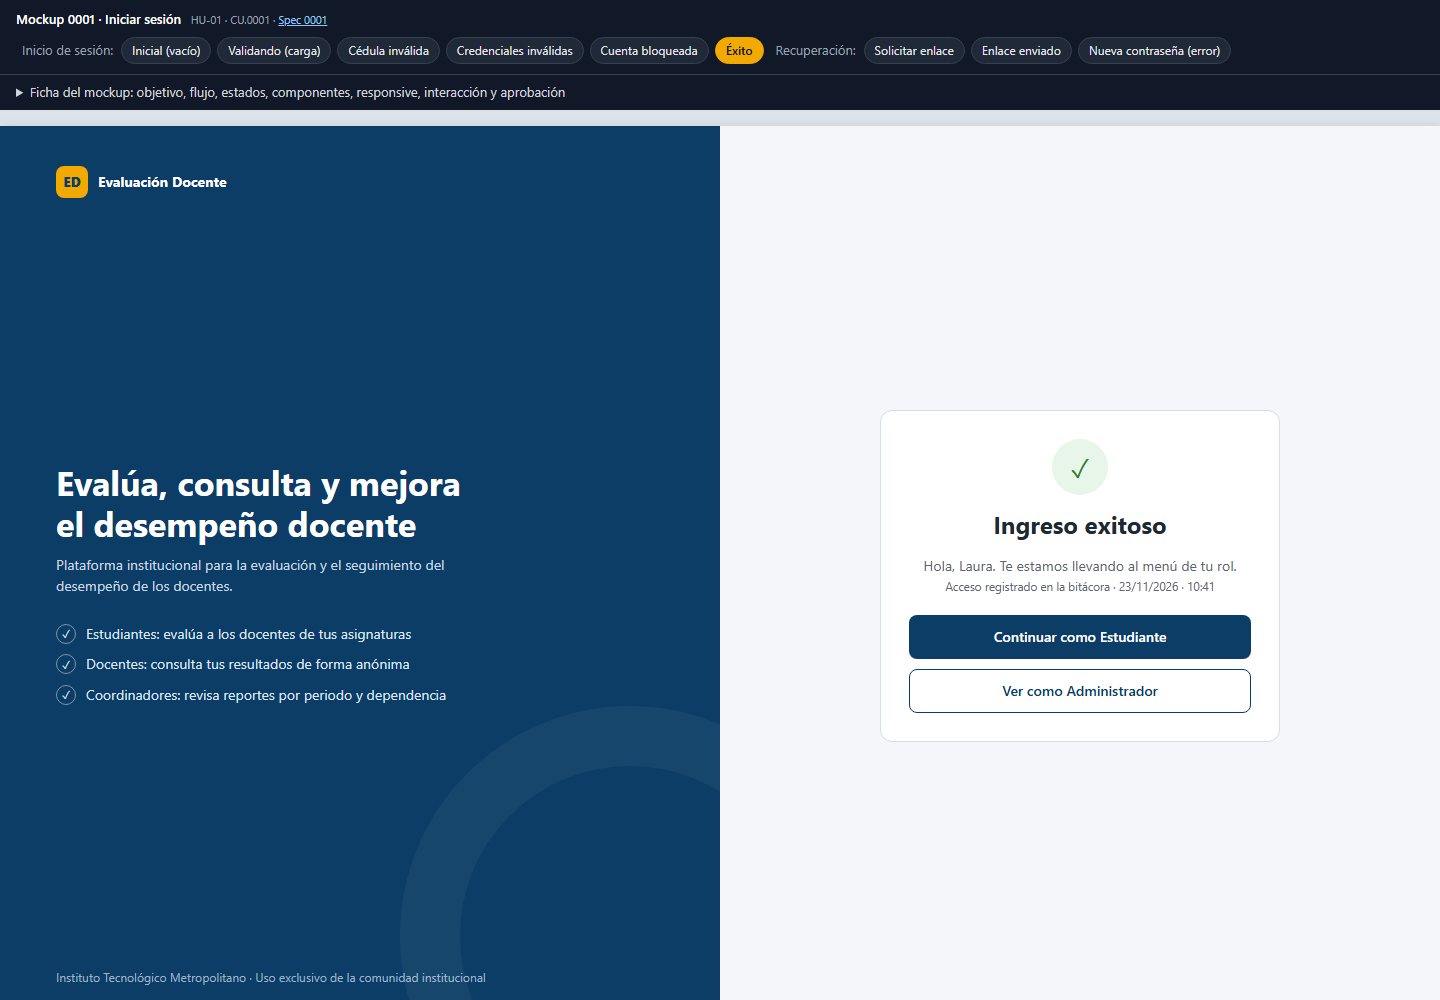 Mockup 0001 · Iniciar sesión HU-01 · CU.0001 · Spec 0001
Inicio de sesión: Inicial (vacío) Validando (carga) Cédula inválida Credenciales inválidas Cuenta bloqueada Éxito Recuperación: Solicitar enlace Enlace enviado Nueva contraseña (error)
Ficha del mockup: objetivo, flujo, estados, componentes, responsive, interacción y aprobación
ED Evaluación Docente
Evalúa, consulta y mejora
el desempeño docente
Plataforma institucional para la evaluación y el seguimiento del
desempeño de los docentes.
Estudiantes: evalúa a los docentes de tus asignaturas
Docentes: consulta tus resultados de forma anónima
Coordinadores: revisa reportes por periodo y dependencia
Instituto Tecnológico Metropolitano · Uso exclusivo de la comunidad institucional
Ingreso exitoso
Hola, Laura. Te estamos llevando al menú de tu rol.
Acceso registrado en la bitácora · 23/11/2026 · 10:41
Continuar como Estudiante
Ver como Administrador